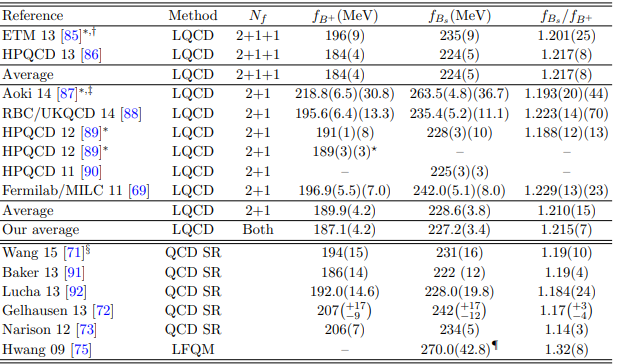 Reference Method N_f f_{B^+}(MeV) f_{B_s}(MeV) f_{B_s}/f_{B^+}
ETM 13 [85]*,† LQCD 2+1+1 196(9) 235(9) 1.201(25)
HPQCD 13 [86] LQCD 2+1+1 184(4) 224(5) 1.217(8)
Average LQCD 2+1+1 184(4) 224(5) 1.217(8)
Aoki 14 [87]*,‡ LQCD 2+1 218.8(6.5)(30.8) 263.5(4.8)(36.7) 1.193(20)(44)
RBC/UKQCD 14 [88] LQCD 2+1 195.6(6.4)(13.3) 235.4(5.2)(11.1) 1.223(14)(70)
HPQCD 12 [89]* LQCD 2+1 191(1)(8) 228(3)(10) 1.188(12)(13)
HPQCD 12 [89]* LQCD 2+1 189(3)(3)⋆ – –
HPQCD 11 [90] LQCD 2+1 – 225(3)(3) –
Fermilab/MILC 11 [69] LQCD 2+1 196.9(5.5)(7.0) 242.0(5.1)(8.0) 1.229(13)(23)
Average LQCD 2+1 189.9(4.2) 228.6(3.8) 1.210(15)
Our average LQCD Both 187.1(4.2) 227.2(3.4) 1.215(7)
Wang 15 [71]§ QCD SR 194(15) 231(16) 1.19(10)
Baker 13 [91] QCD SR 186(14) 222 (12) 1.19(4)
Lucha 13 [92] QCD SR 192.0(14.6) 228.0(19.8) 1.184(24)
Gelhausen 13 [72] QCD SR 207(^{+17}_{−9}) 242(^{+17}_{−12}) 1.17(^{+3}_{−4})
Narison 12 [73] QCD SR 206(7) 234(5) 1.14(3)
Hwang 09 [75] LFQM – 270.0(42.8)¶ 1.32(8)